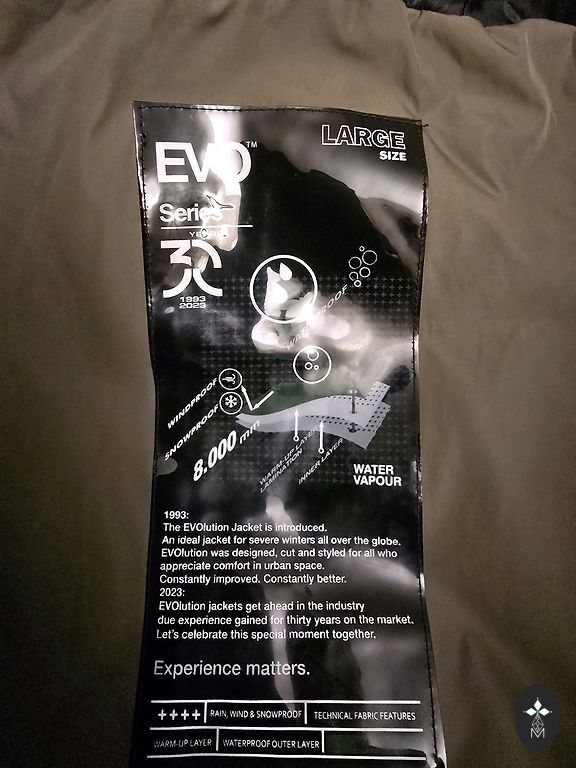 EVO™
LARGE
SIZE
Series
YEARS
30
1993
2023
WATERPROOF
WINDPROOF
SNOWPROOF
8.000 mm
WARM-UP LAYER
LAMINATION
INNER LAYER
WATER
VAPOUR
1993:
The EVOlution Jacket is introduced.
An ideal jacket for severe winters all over the globe.
EVOlution was designed, cut and styled for all who
appreciate comfort in urban space.
Constantly improved. Constantly better.
2023:
EVOlution jackets get ahead in the industry
due experience gained for thirty years on the market.
Let's celebrate this special moment together.
Experience matters.
++++ RAIN, WIND & SNOWPROOF TECHNICAL FABRIC FEATURES
WARM-UP LAYER WATERPROOF OUTER LAYER
M